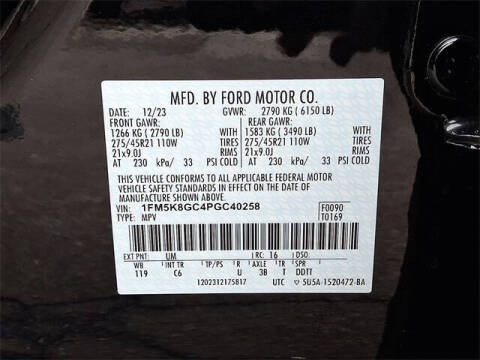 MFD. BY FORD MOTOR CO.
DATE: 12/23 GVWR: 2790 KG ( 6150 LB)
FRONT GAWR: REAR GAWR:
1266 KG ( 2790 LB) 1583 KG ( 3490 LB)
275/45R21 110W TIRES 275/45R21 110W TIRES
21x9.0J RIMS 21x9.0J RIMS
AT 230 kPa/ 33 PSI COLD AT 230 kPa/ 33 PSI COLD
THIS VEHICLE CONFORMS TO ALL APPLICABLE FEDERAL MOTOR
VEHICLE SAFETY STANDARDS IN EFFECT ON THE DATE OF
MANUFACTURE SHOWN ABOVE.
VIN: 1FM5K8GC4PGC40258 F0090
TYPE: MPV T0169
EXT PNT: UM RC: 16 DSO:
WB INT TR TP/PS R AXLE TR SPR
119 C6 U 3B T DDTT
1202312175817 UTC 5U5A-1520472-BA